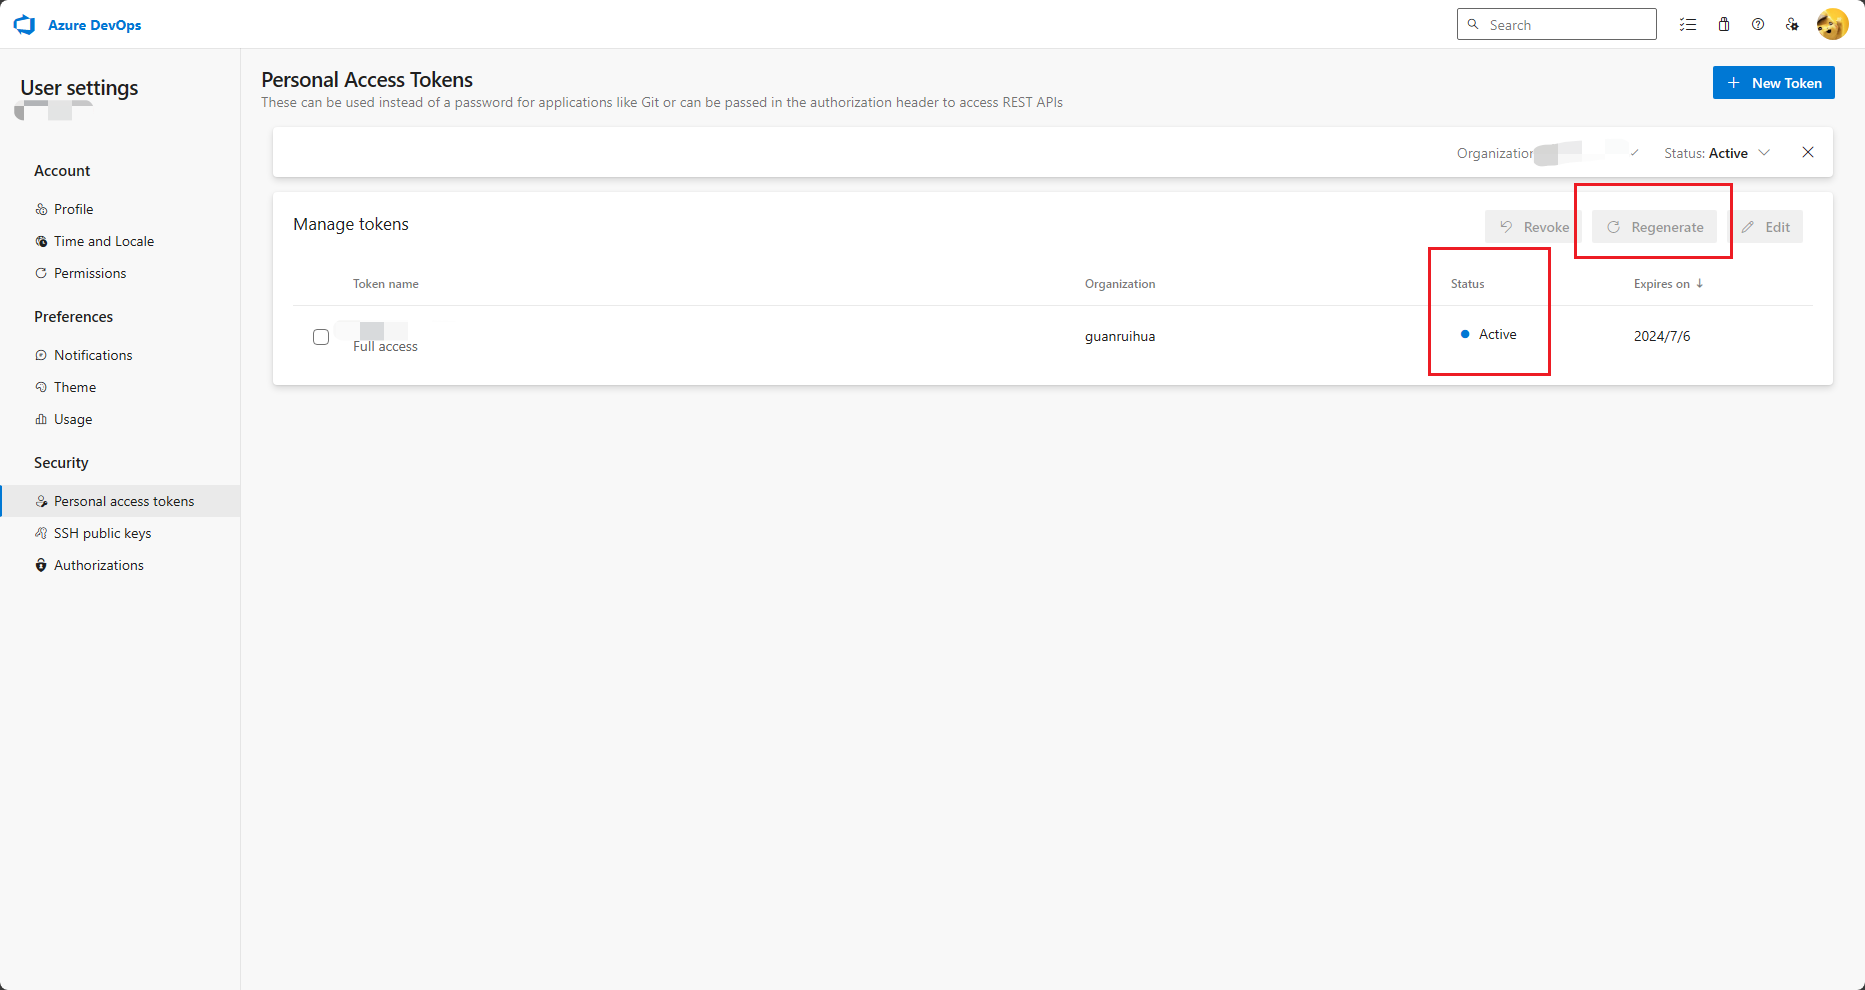 Azure DevOps
Search
User settings
Account
Profile
Time and Locale
Permissions
Preferences
Notifications
Theme
Usage
Security
Personal access tokens
SSH public keys
Authorizations
Personal Access Tokens
These can be used instead of a password for applications like Git or can be passed in the authorization header to access REST APIs
New Token
Organization
Status: Active
Manage tokens
Revoke
Regenerate
Edit
Token name
Organization
Status
Expires on ↓
Full access
guanruihua
Active
2024/7/6